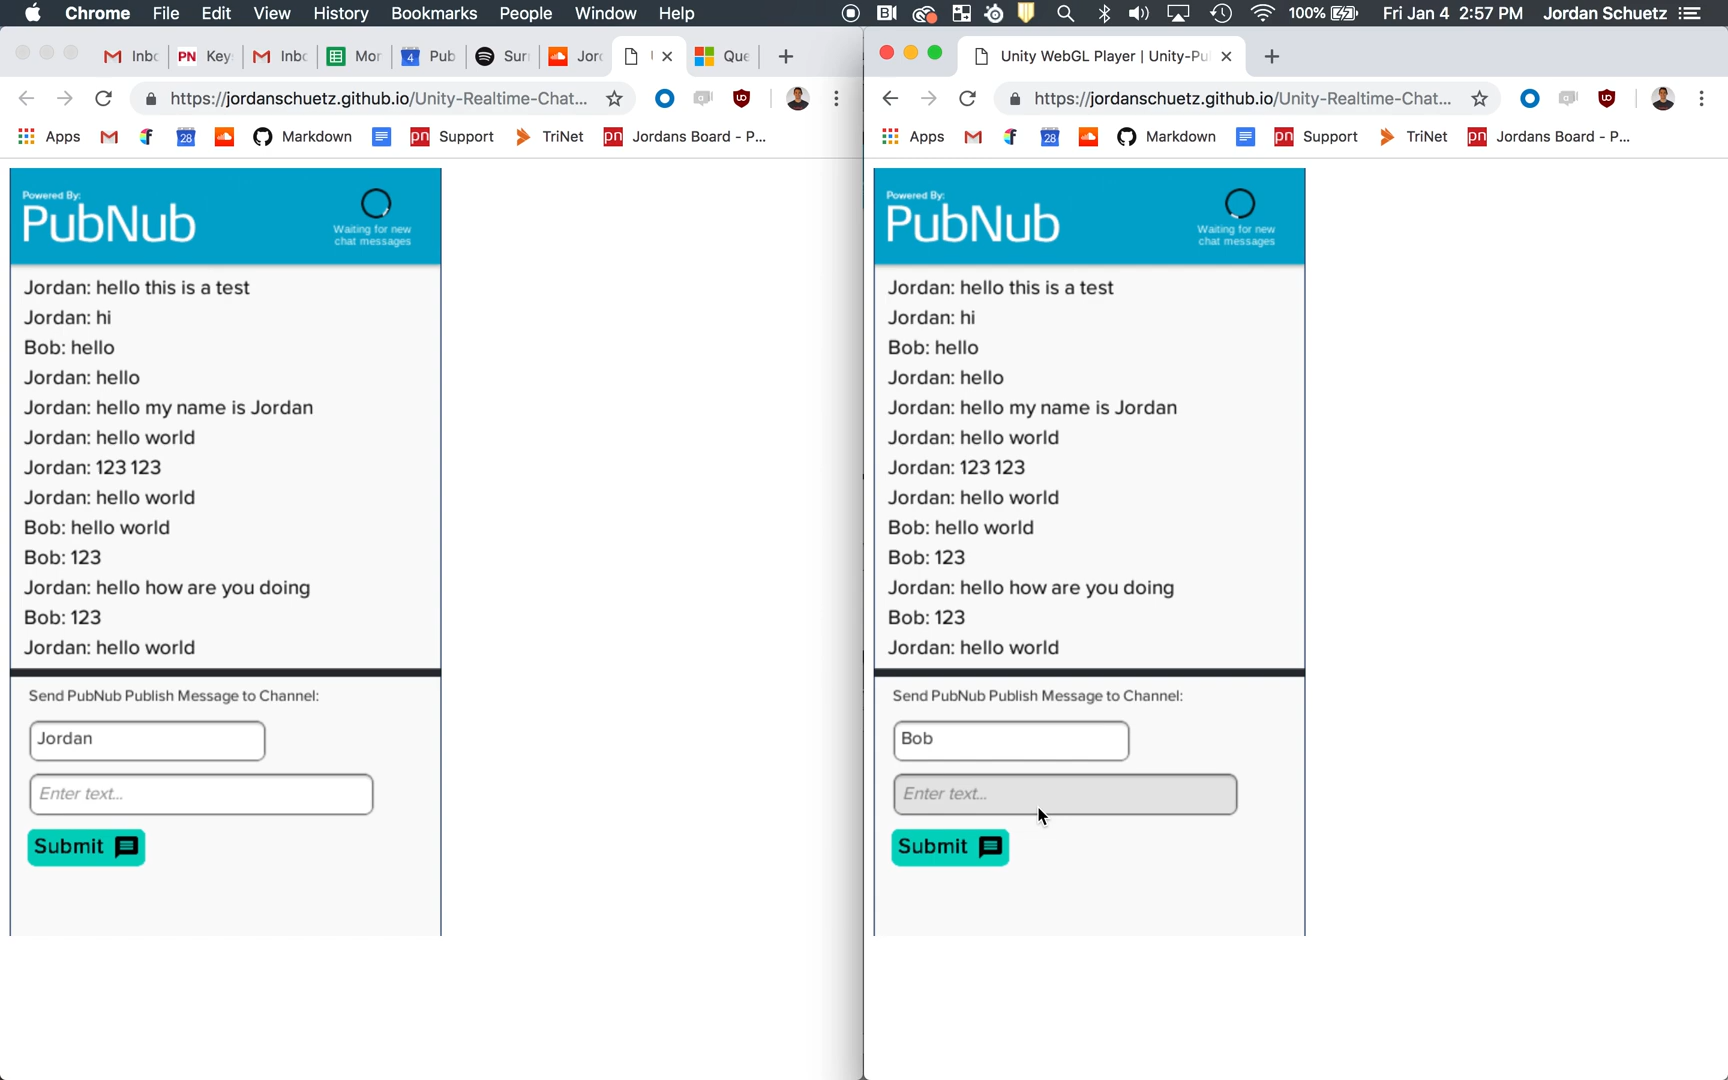 Chrome File Edit View History Bookmarks People Window Help 100% Fri Jan 4 2:57 PM Jordan Schuetz
Inbc PN Key Inbc Mor 4 Pub Sur Jor Que
https://jordanschuetz.github.io/Unity-Realtime-Chat...
Apps 28 Markdown pn Support TriNet pn Jordans Board - P...
Powered By:
PubNub
Waiting for new
chat messages
Jordan: hello this is a test
Jordan: hi
Bob: hello
Jordan: hello
Jordan: hello my name is Jordan
Jordan: hello world
Jordan: 123 123
Jordan: hello world
Bob: hello world
Bob: 123
Jordan: hello how are you doing
Bob: 123
Jordan: hello world
Send PubNub Publish Message to Channel:
Jordan
Enter text...
Submit
Unity WebGL Player | Unity-Pu
https://jordanschuetz.github.io/Unity-Realtime-Chat...
Apps 28 Markdown pn Support TriNet pn Jordans Board - P...
Powered By:
PubNub
Waiting for new
chat messages
Jordan: hello this is a test
Jordan: hi
Bob: hello
Jordan: hello
Jordan: hello my name is Jordan
Jordan: hello world
Jordan: 123 123
Jordan: hello world
Bob: hello world
Bob: 123
Jordan: hello how are you doing
Bob: 123
Jordan: hello world
Send PubNub Publish Message to Channel:
Bob
Enter text...
Submit